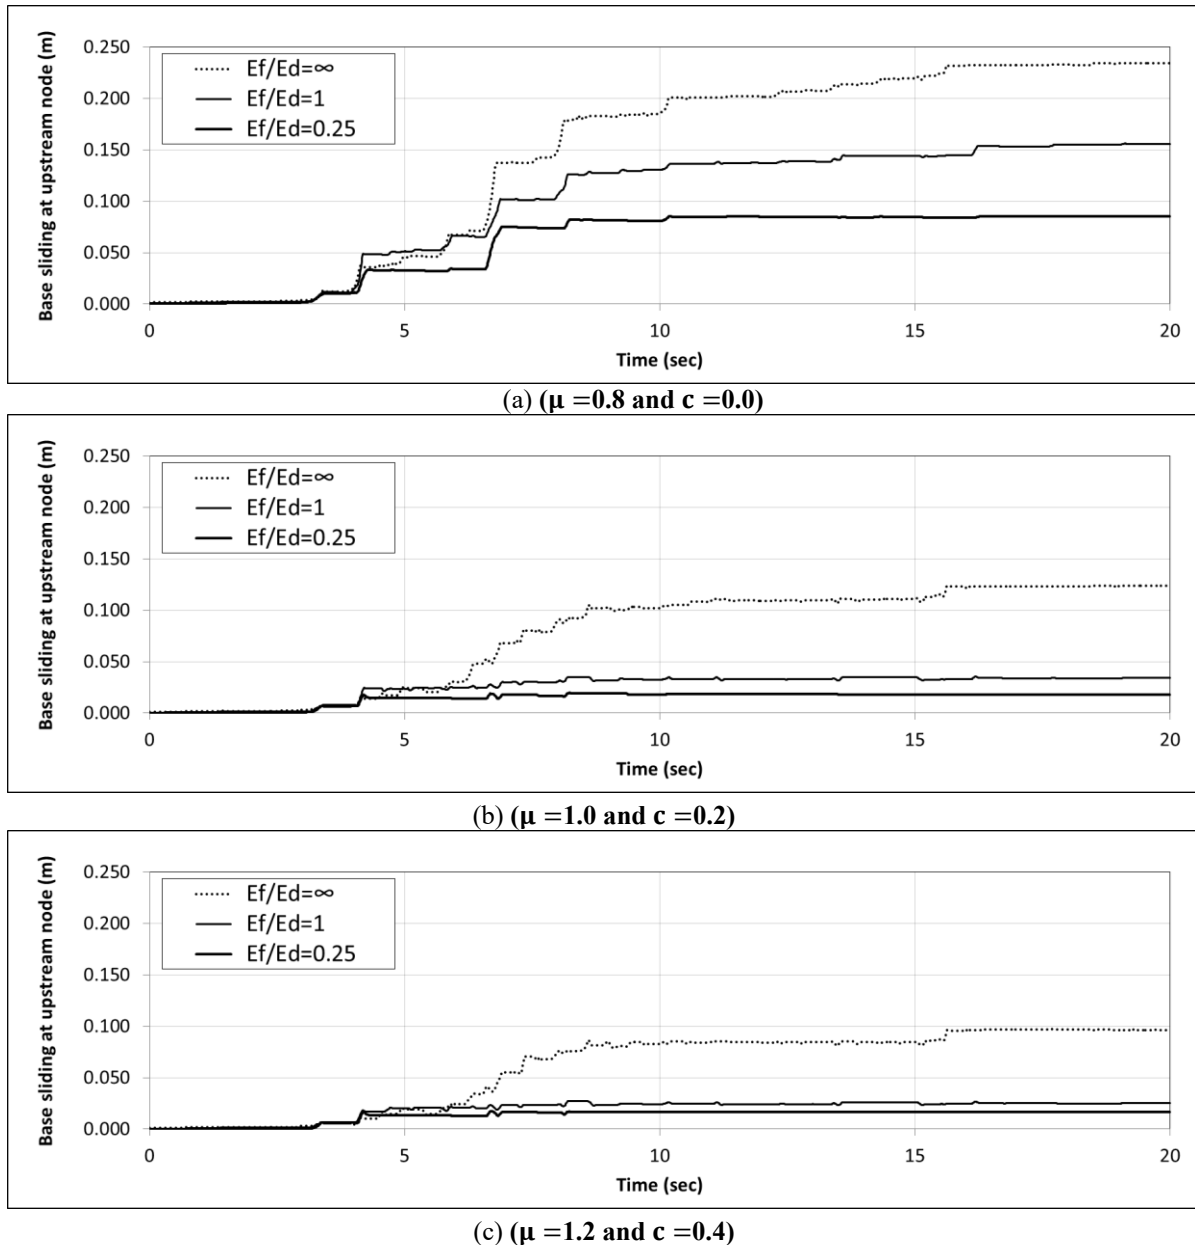 Base sliding at upstream node (m)
0.250
0.200
0.150
0.100
0.050
0.000
Ef/Ed=∞
Ef/Ed=1
Ef/Ed=0.25
0 5 10 15 20
Time (sec)
(a) (μ =0.8 and c =0.0)
Base sliding at upstream node (m)
0.250
0.200
0.150
0.100
0.050
0.000
Ef/Ed=∞
Ef/Ed=1
Ef/Ed=0.25
0 5 10 15 20
Time (sec)
(b) (μ =1.0 and c =0.2)
Base sliding at upstream node (m)
0.250
0.200
0.150
0.100
0.050
0.000
Ef/Ed=∞
Ef/Ed=1
Ef/Ed=0.25
0 5 10 15 20
Time (sec)
(c) (μ =1.2 and c =0.4)